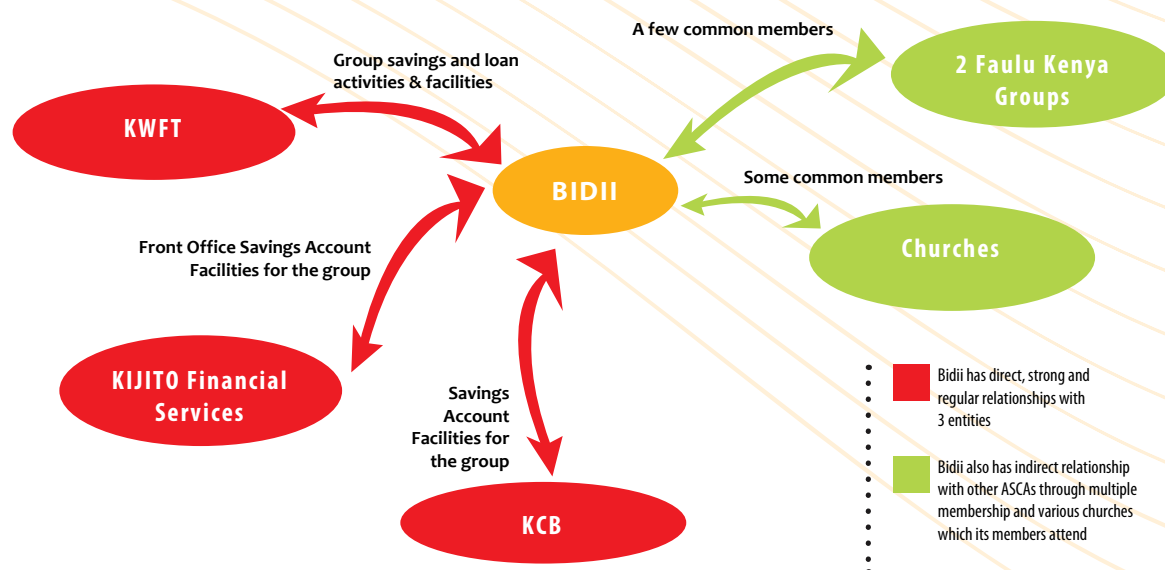 A few common members
2 Faulu Kenya
Groups
Group savings and loan
activities & facilities
KWFT
BIDII
Some common members
Churches
Front Office Savings Account
Facilities for the group
KIJITO Financial
Services
Savings
Account
Facilities for
the group
KCB
Bidii has direct, strong and
regular relationships with
3 entities
Bidii also has indirect relationship
with other ASCAs through multiple
membership and various churches
which its members attend